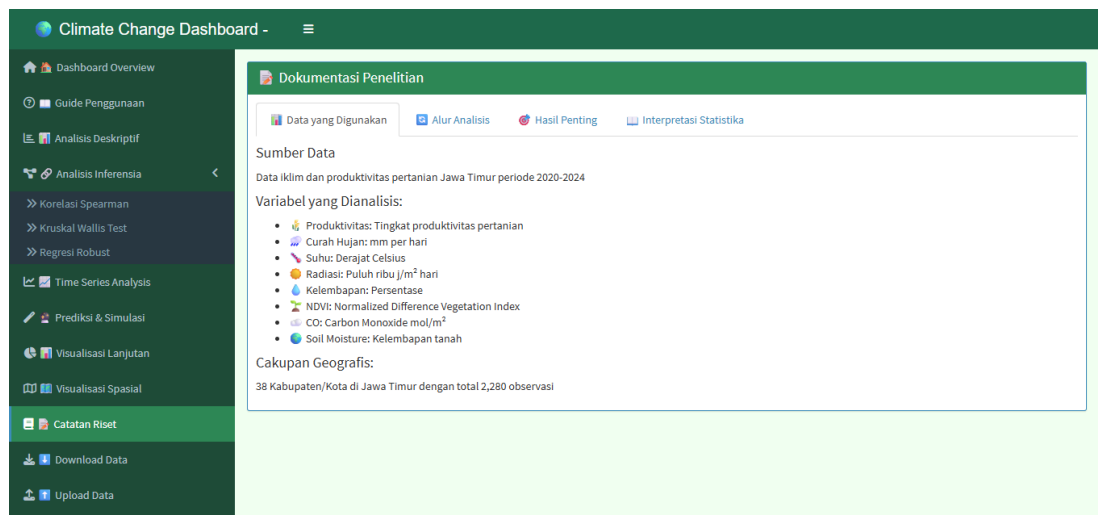 Climate Change Dashboard -
Dashboard Overview
Guide Penggunaan
Analisis Deskriptif
Analisis Inferensia
Korelasi Spearman
Kruskal Wallis Test
Regresi Robust
Time Series Analysis
Prediksi & Simulasi
Visualisasi Lanjutan
Visualisasi Spasial
Catatan Riset
Download Data
Upload Data
Dokumentasi Penelitian
Data yang Digunakan Alur Analisis Hasil Penting Interpretasi Statistika
Sumber Data
Data iklim dan produktivitas pertanian Jawa Timur periode 2020-2024
Variabel yang Dianalisis:
Produktivitas: Tingkat produktivitas pertanian
Curah Hujan: mm per hari
Suhu: Derajat Celsius
Radiasi: Puluh ribu j/m² hari
Kelembapan: Persentase
NDVI: Normalized Difference Vegetation Index
CO: Carbon Monoxide mol/m²
Soil Moisture: Kelembapan tanah
Cakupan Geografis:
38 Kabupaten/Kota di Jawa Timur dengan total 2,280 observasi